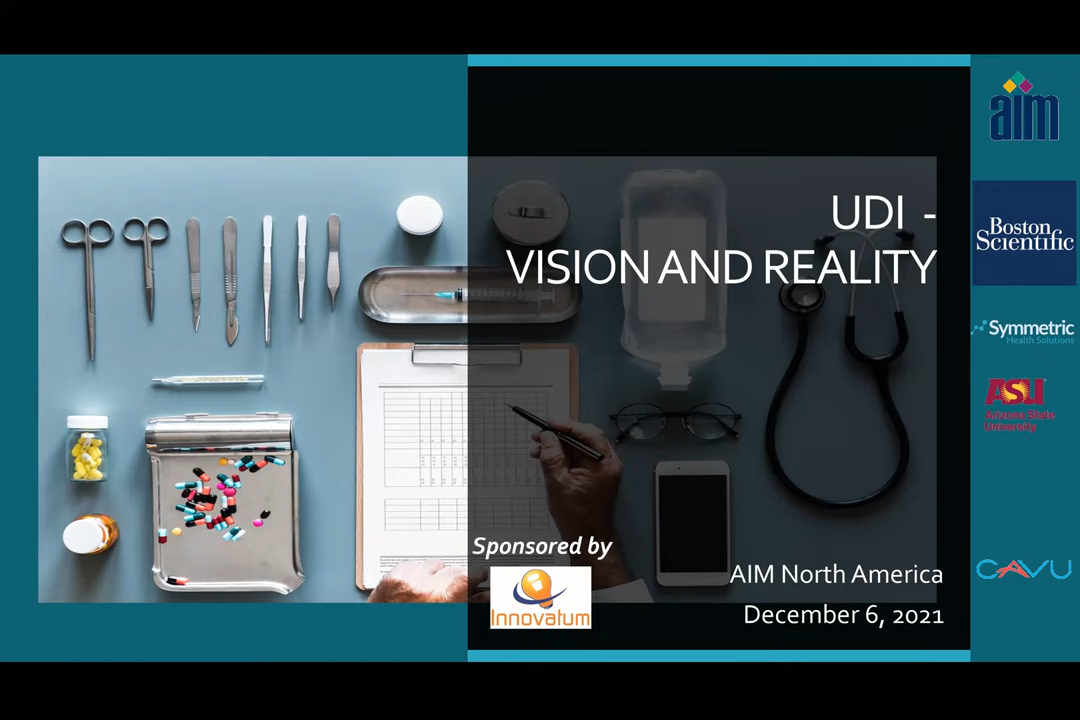 UDI -
VISION AND REALITY
Sponsored by
Innovatum
AIM North America
December 6, 2021
aim
Boston
Scientific
Symmetric
Health Solutions
ASU
Arizona State
University
CAVU